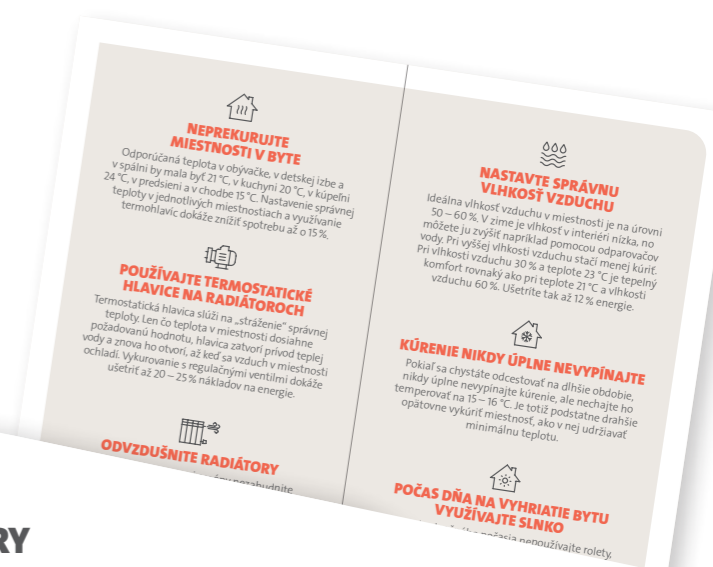 NEPREKURUJTE
MIESTNOSTI V BYTE
Odporúčaná teplota v obývačke, v detskej izbe a
v spálni by mala byť 21 °C, v kuchyni 20 °C, v kúpeľni
24 °C, v predsieni a v chodbe 15 °C. Nastavenie správnej
teploty v jednotlivých miestnostiach a využívanie
termohlavíc dokáže znížiť spotrebu až o 15 %.
POUŽÍVAJTE TERMOSTATICKÉ
HLAVICE NA RADIÁTOROCH
Termostatická hlavica slúži na „stráženie“ správnej
teploty. Len čo teplota v miestnosti dosiahne
požadovanú hodnotu, hlavica zatvorí prívod teplej
vody a znova ho otvorí, až keď sa vzduch v miestnosti
ochladí. Vykurovanie s regulačnými ventilmi dokáže
ušetriť až 20 – 25 % nákladov na energie.
ODVZDUŠNITE RADIÁTORY
nezabudnite
NASTAVTE SPRÁVNU
VLHKOSŤ VZDUCHU
Ideálna vlhkosť vzduchu v miestnosti je na úrovni
50 – 60 %. V zime je vlhkosť v interiéri nízka, no
môžete ju zvýšiť napríklad pomocou odparovačov
vody. Pri vyššej vlhkosti vzduchu stačí menej kúriť.
Pri vlhkosti vzduchu 30 % a teplote 23 °C je tepelný
komfort rovnaký ako pri teplote 21 °C a vlhkosti
vzduchu 60 %. Ušetríte tak až 12 % energie.
KÚRENIE NIKDY ÚPLNE NEVYPÍNAJTE
Pokiaľ sa chystáte odcestovať na dlhšie obdobie,
nikdy úplne nevypínajte kúrenie, ale nechajte ho
temperovať na 15 – 16 °C. Je totiž podstatne drahšie
opätovne vykúriť miestnosť, ako v nej udržiavať
minimálnu teplotu.
POČAS DŇA NA VYHRIATIE BYTU
VYUŽÍVAJTE SLNKO
počasia nepoužívajte rolety,
RY